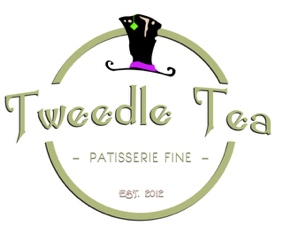 Tweedle Tea
– PATISSERIE FINE –
EST. 2012